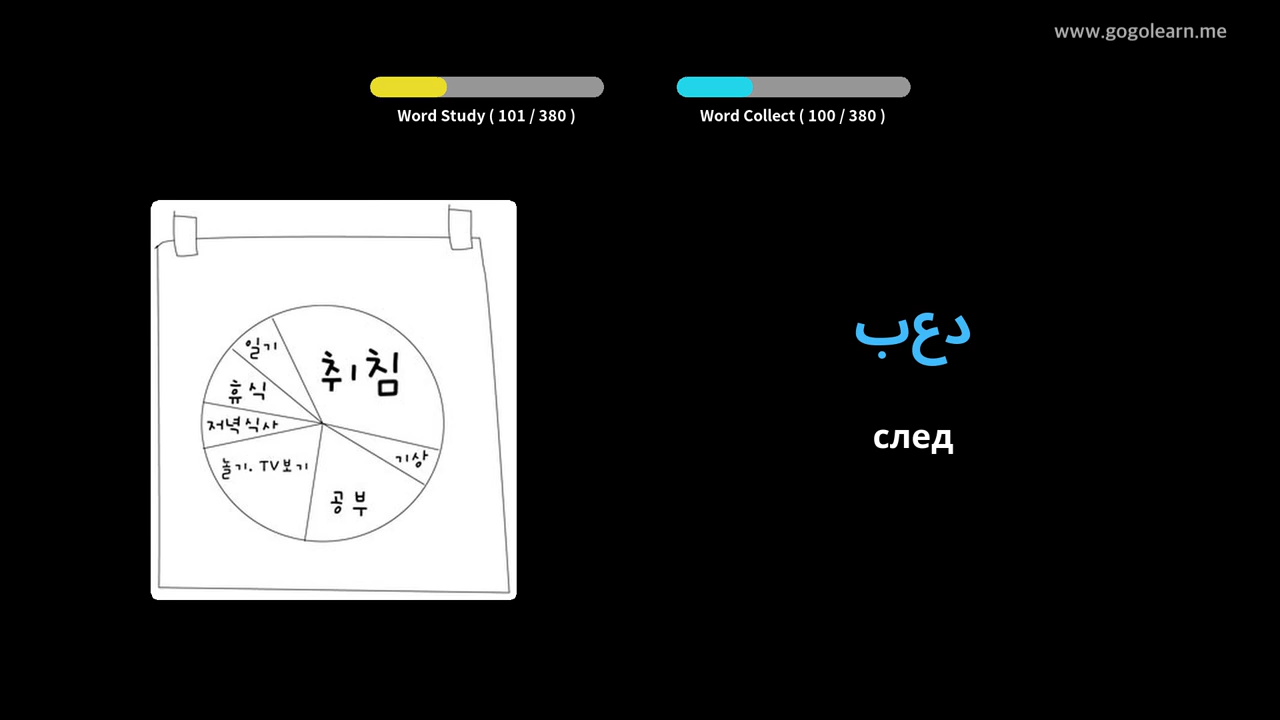 www.gogolearn.me
Word Study ( 101 / 380 )
Word Collect ( 100 / 380 )
일기
취침
휴식
저녁식사
기상
놀기. TV보기
공부
دعب
след